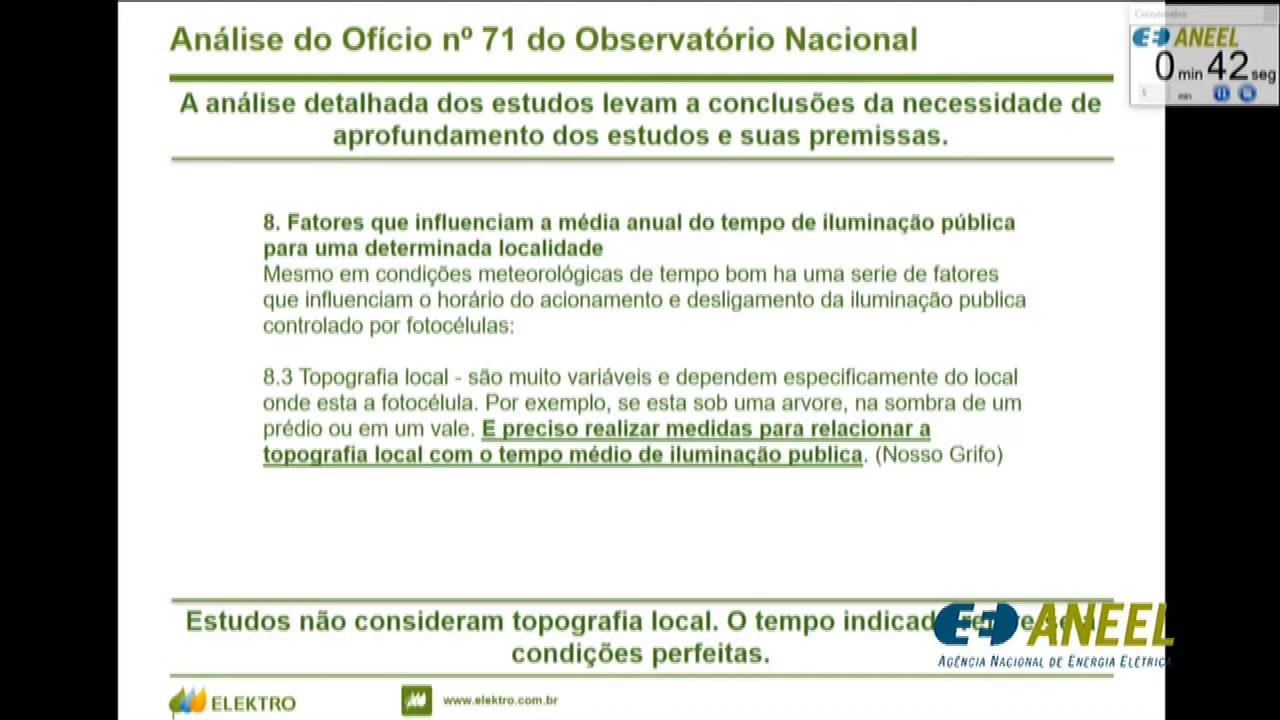 Análise do Ofício nº 71 do Observatório Nacional
Cronômetro
ANEEL
0 min 42 seg
5 min
A análise detalhada dos estudos levam a conclusões da necessidade de
aprofundamento dos estudos e suas premissas.
8. Fatores que influenciam a média anual do tempo de iluminação pública
para uma determinada localidade
Mesmo em condições meteorológicas de tempo bom ha uma serie de fatores
que influenciam o horário do acionamento e desligamento da iluminação publica
controlado por fotocélulas:
8.3 Topografia local - são muito variáveis e dependem especificamente do local
onde esta a fotocélula. Por exemplo, se esta sob uma arvore, na sombra de um
prédio ou em um vale. E preciso realizar medidas para relacionar a
topografia local com o tempo médio de iluminação publica. (Nosso Grifo)
Estudos não consideram topografia local. O tempo
condições perfeitas.
ANEEL
AGÊNCIA NACIONAL DE ENERGIA ELÉTRICA
ELEKTRO
www.elektro.com.br